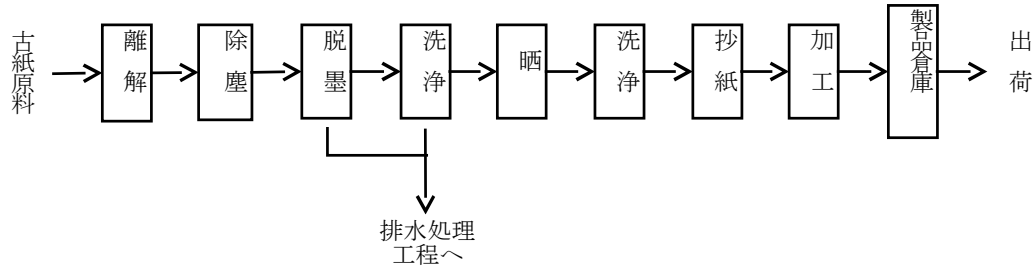 古紙原料
離解
除塵
脱墨
洗浄
晒
洗浄
抄紙
加工
製品倉庫
出荷
排水処理
工程へ